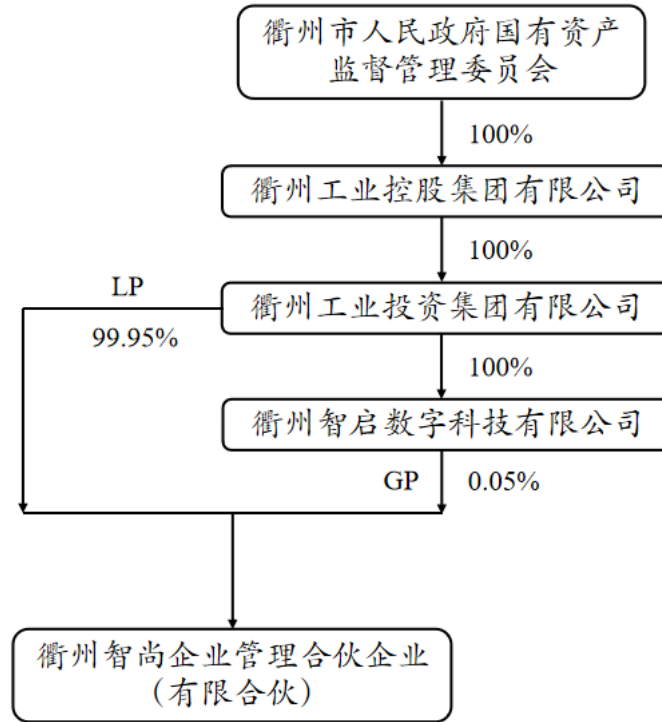 衢州市人民政府国有资产
监督管理委员会
100%
衢州工业控股集团有限公司
100%
LP
衢州工业投资集团有限公司
99.95%
100%
衢州智启数字科技有限公司
GP
0.05%
衢州智尚企业管理合伙企业
（有限合伙）